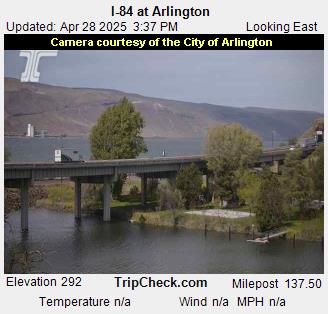 I-84 at Arlington
Updated: Apr 28 2025 3:37 PM Looking East
Camera courtesy of the City of Arlington
Elevation 292 TripCheck.com Milepost 137.50
Temperature n/a Wind n/a MPH n/a